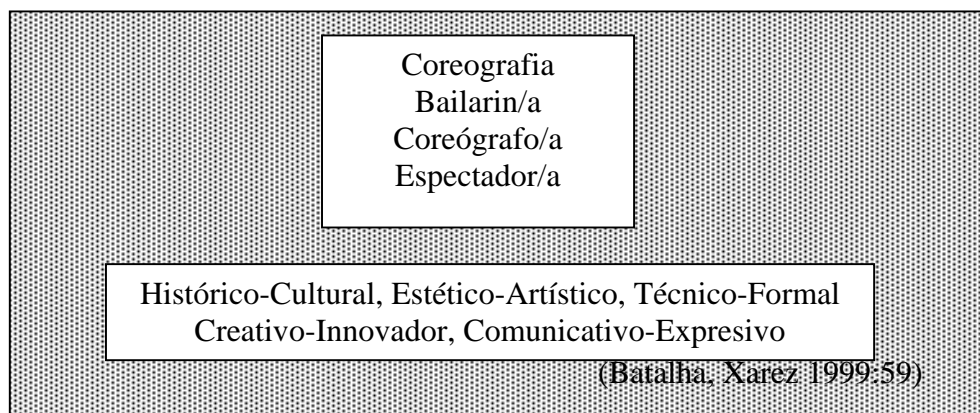 Coreografia
Bailarin/a
Coreógrafo/a
Espectador/a
Histórico-Cultural, Estético-Artístico, Técnico-Formal
Creativo-Innovador, Comunicativo-Expresivo
(Batalha, Xarez 1999:59)